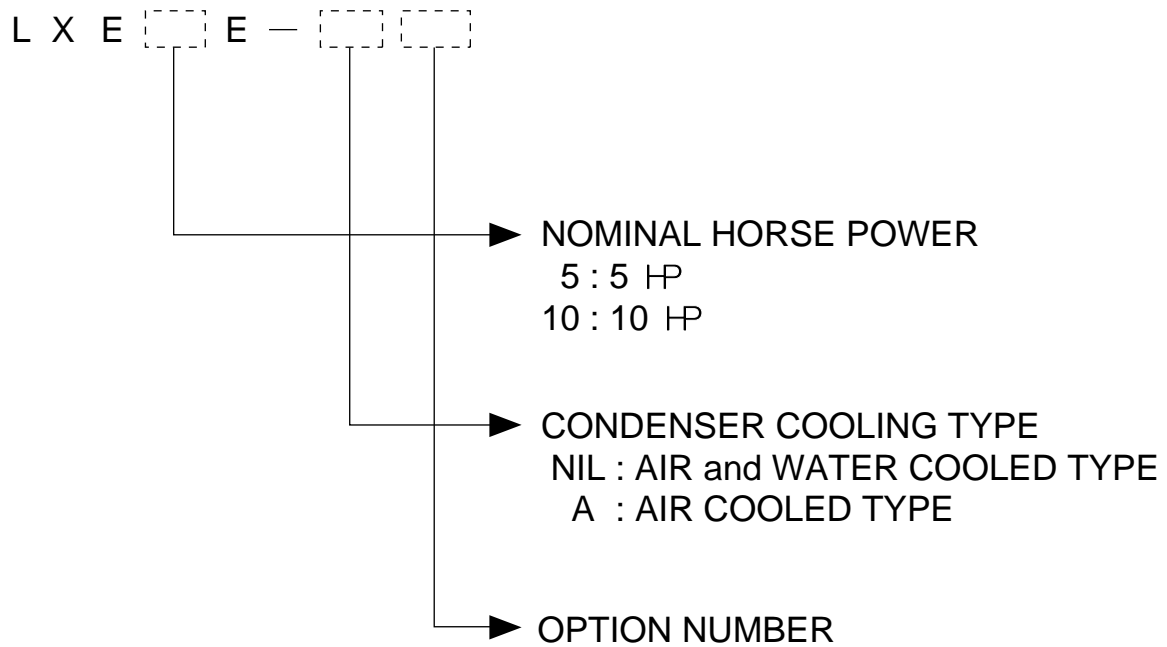 L X E E —
NOMINAL HORSE POWER
5 : 5 HP
10 : 10 HP
CONDENSER COOLING TYPE
NIL : AIR and WATER COOLED TYPE
A : AIR COOLED TYPE
OPTION NUMBER